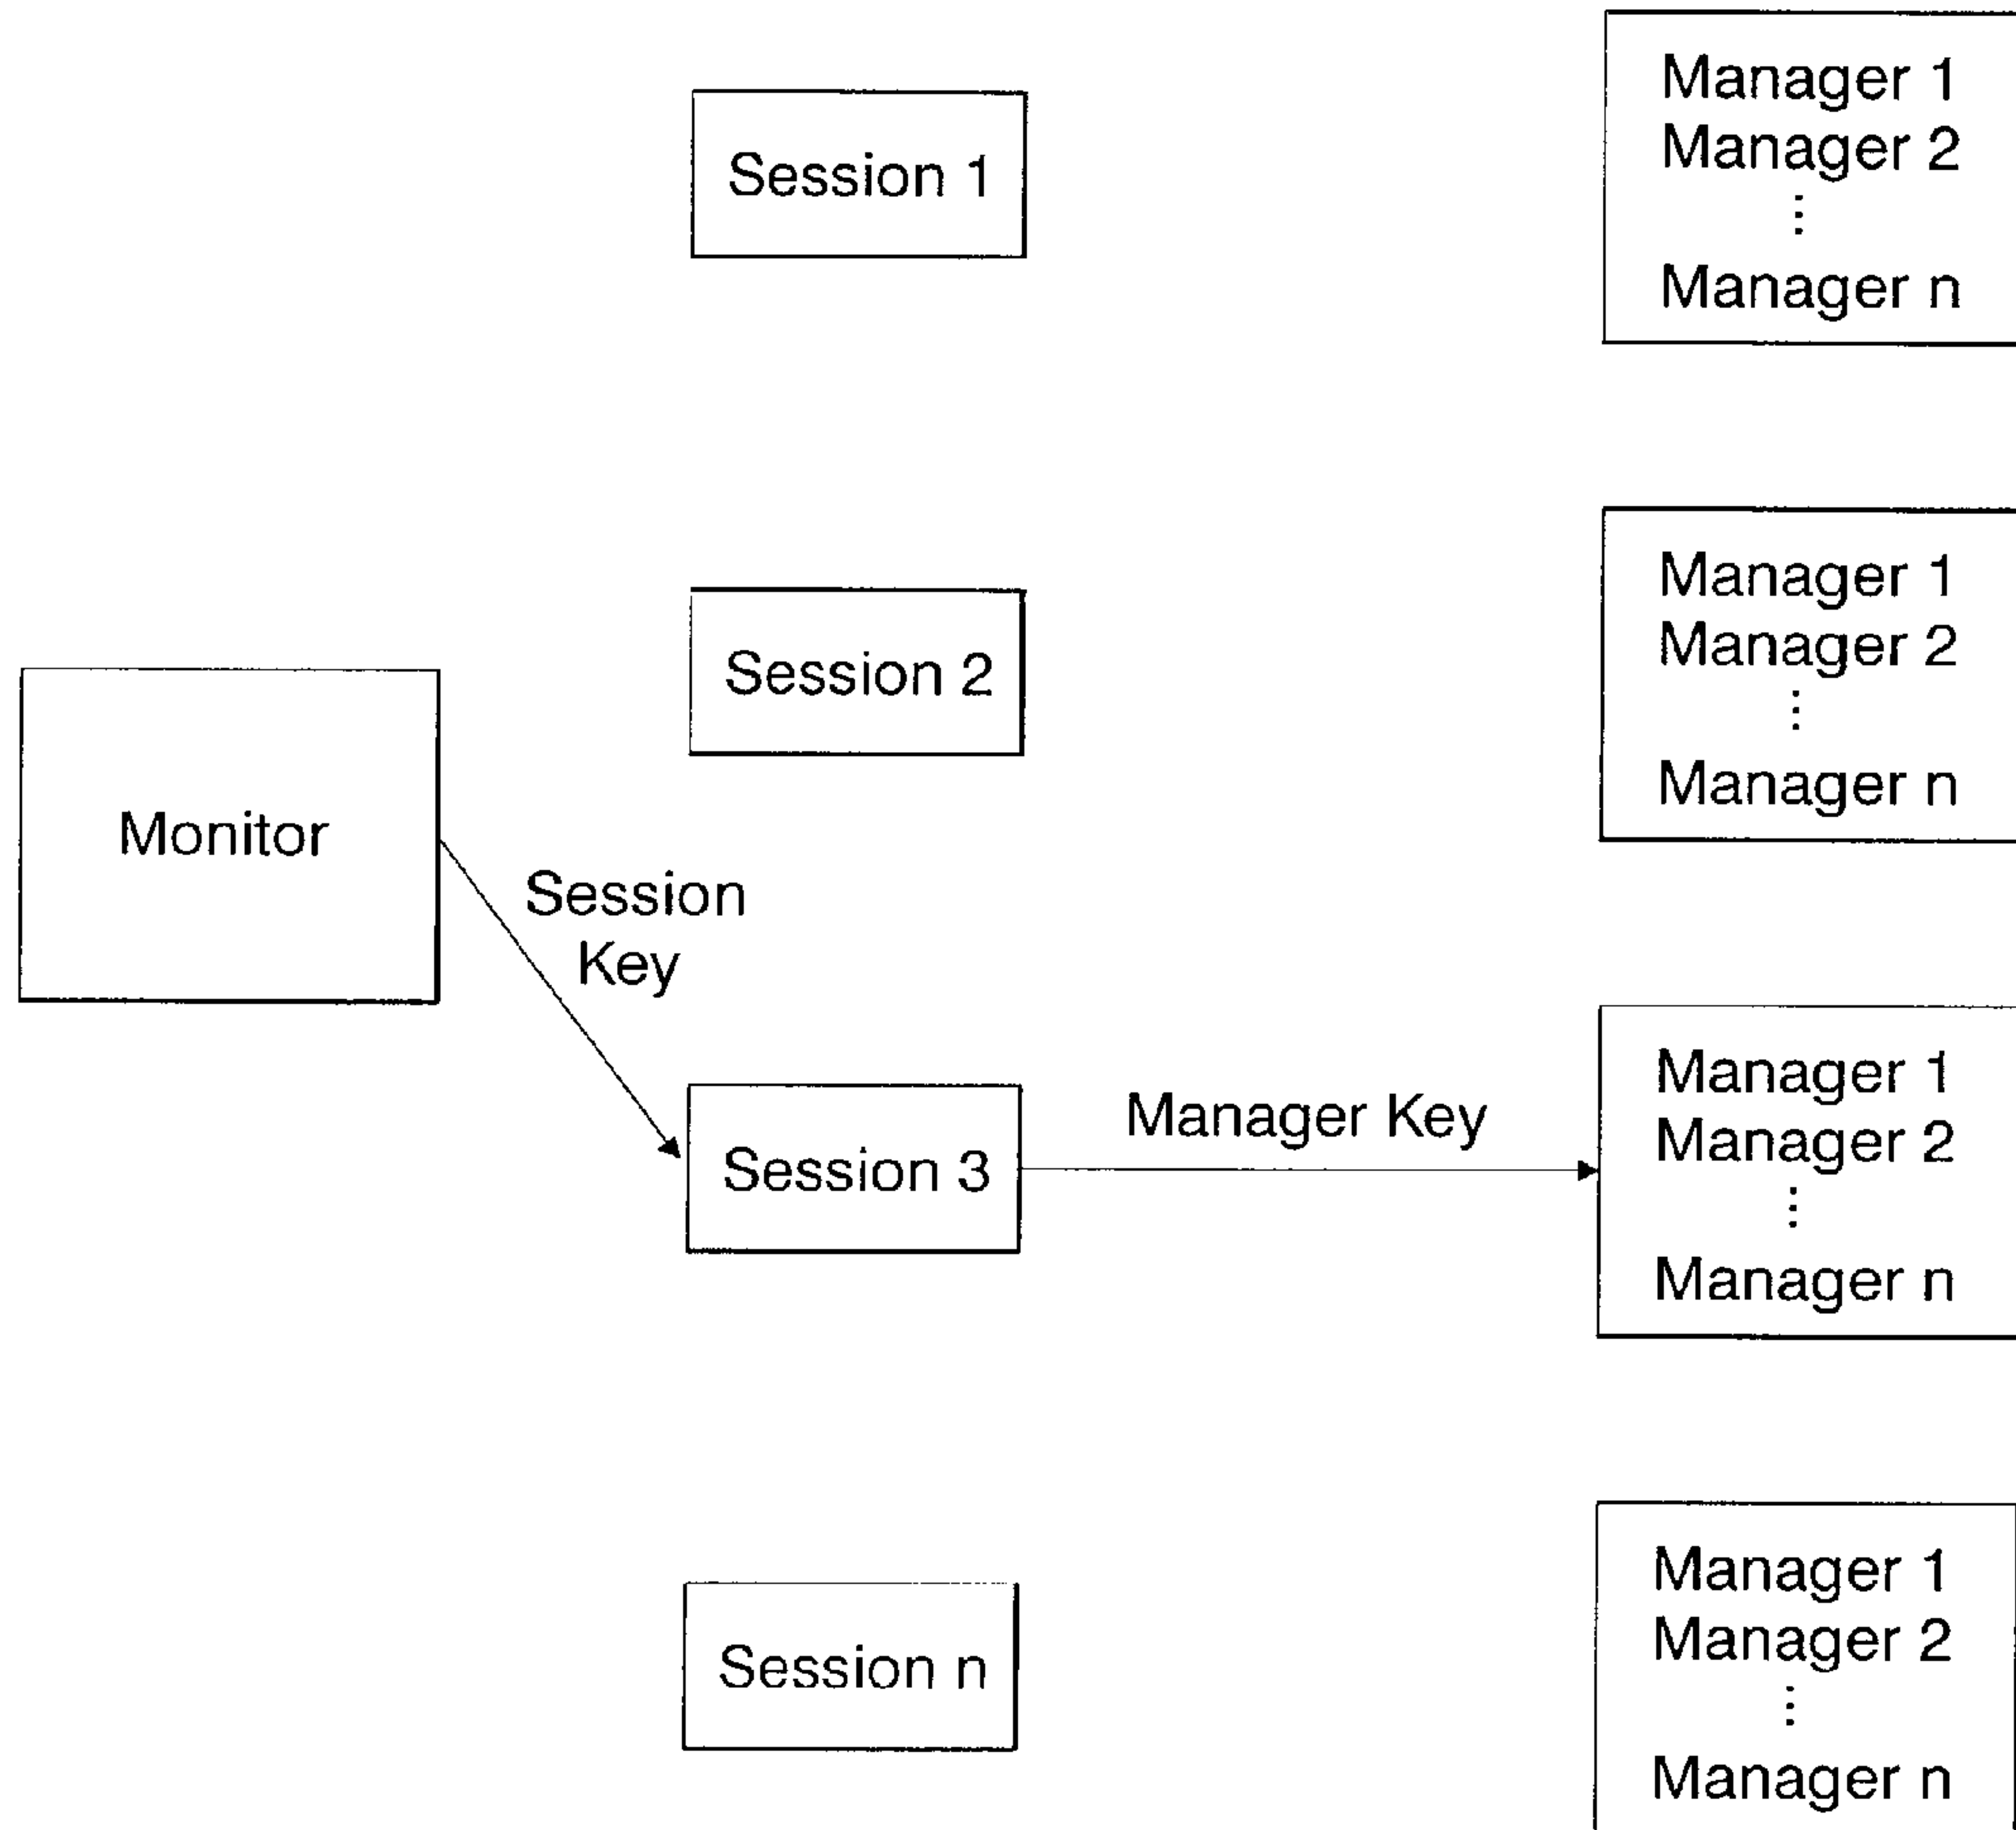 Session 1
Manager 1
Manager 2
⋮
Manager n
Session 2
Manager 1
Manager 2
⋮
Manager n
Monitor
Session
Key
Session 3
Manager Key
Manager 1
Manager 2
⋮
Manager n
Session n
Manager 1
Manager 2
⋮
Manager n